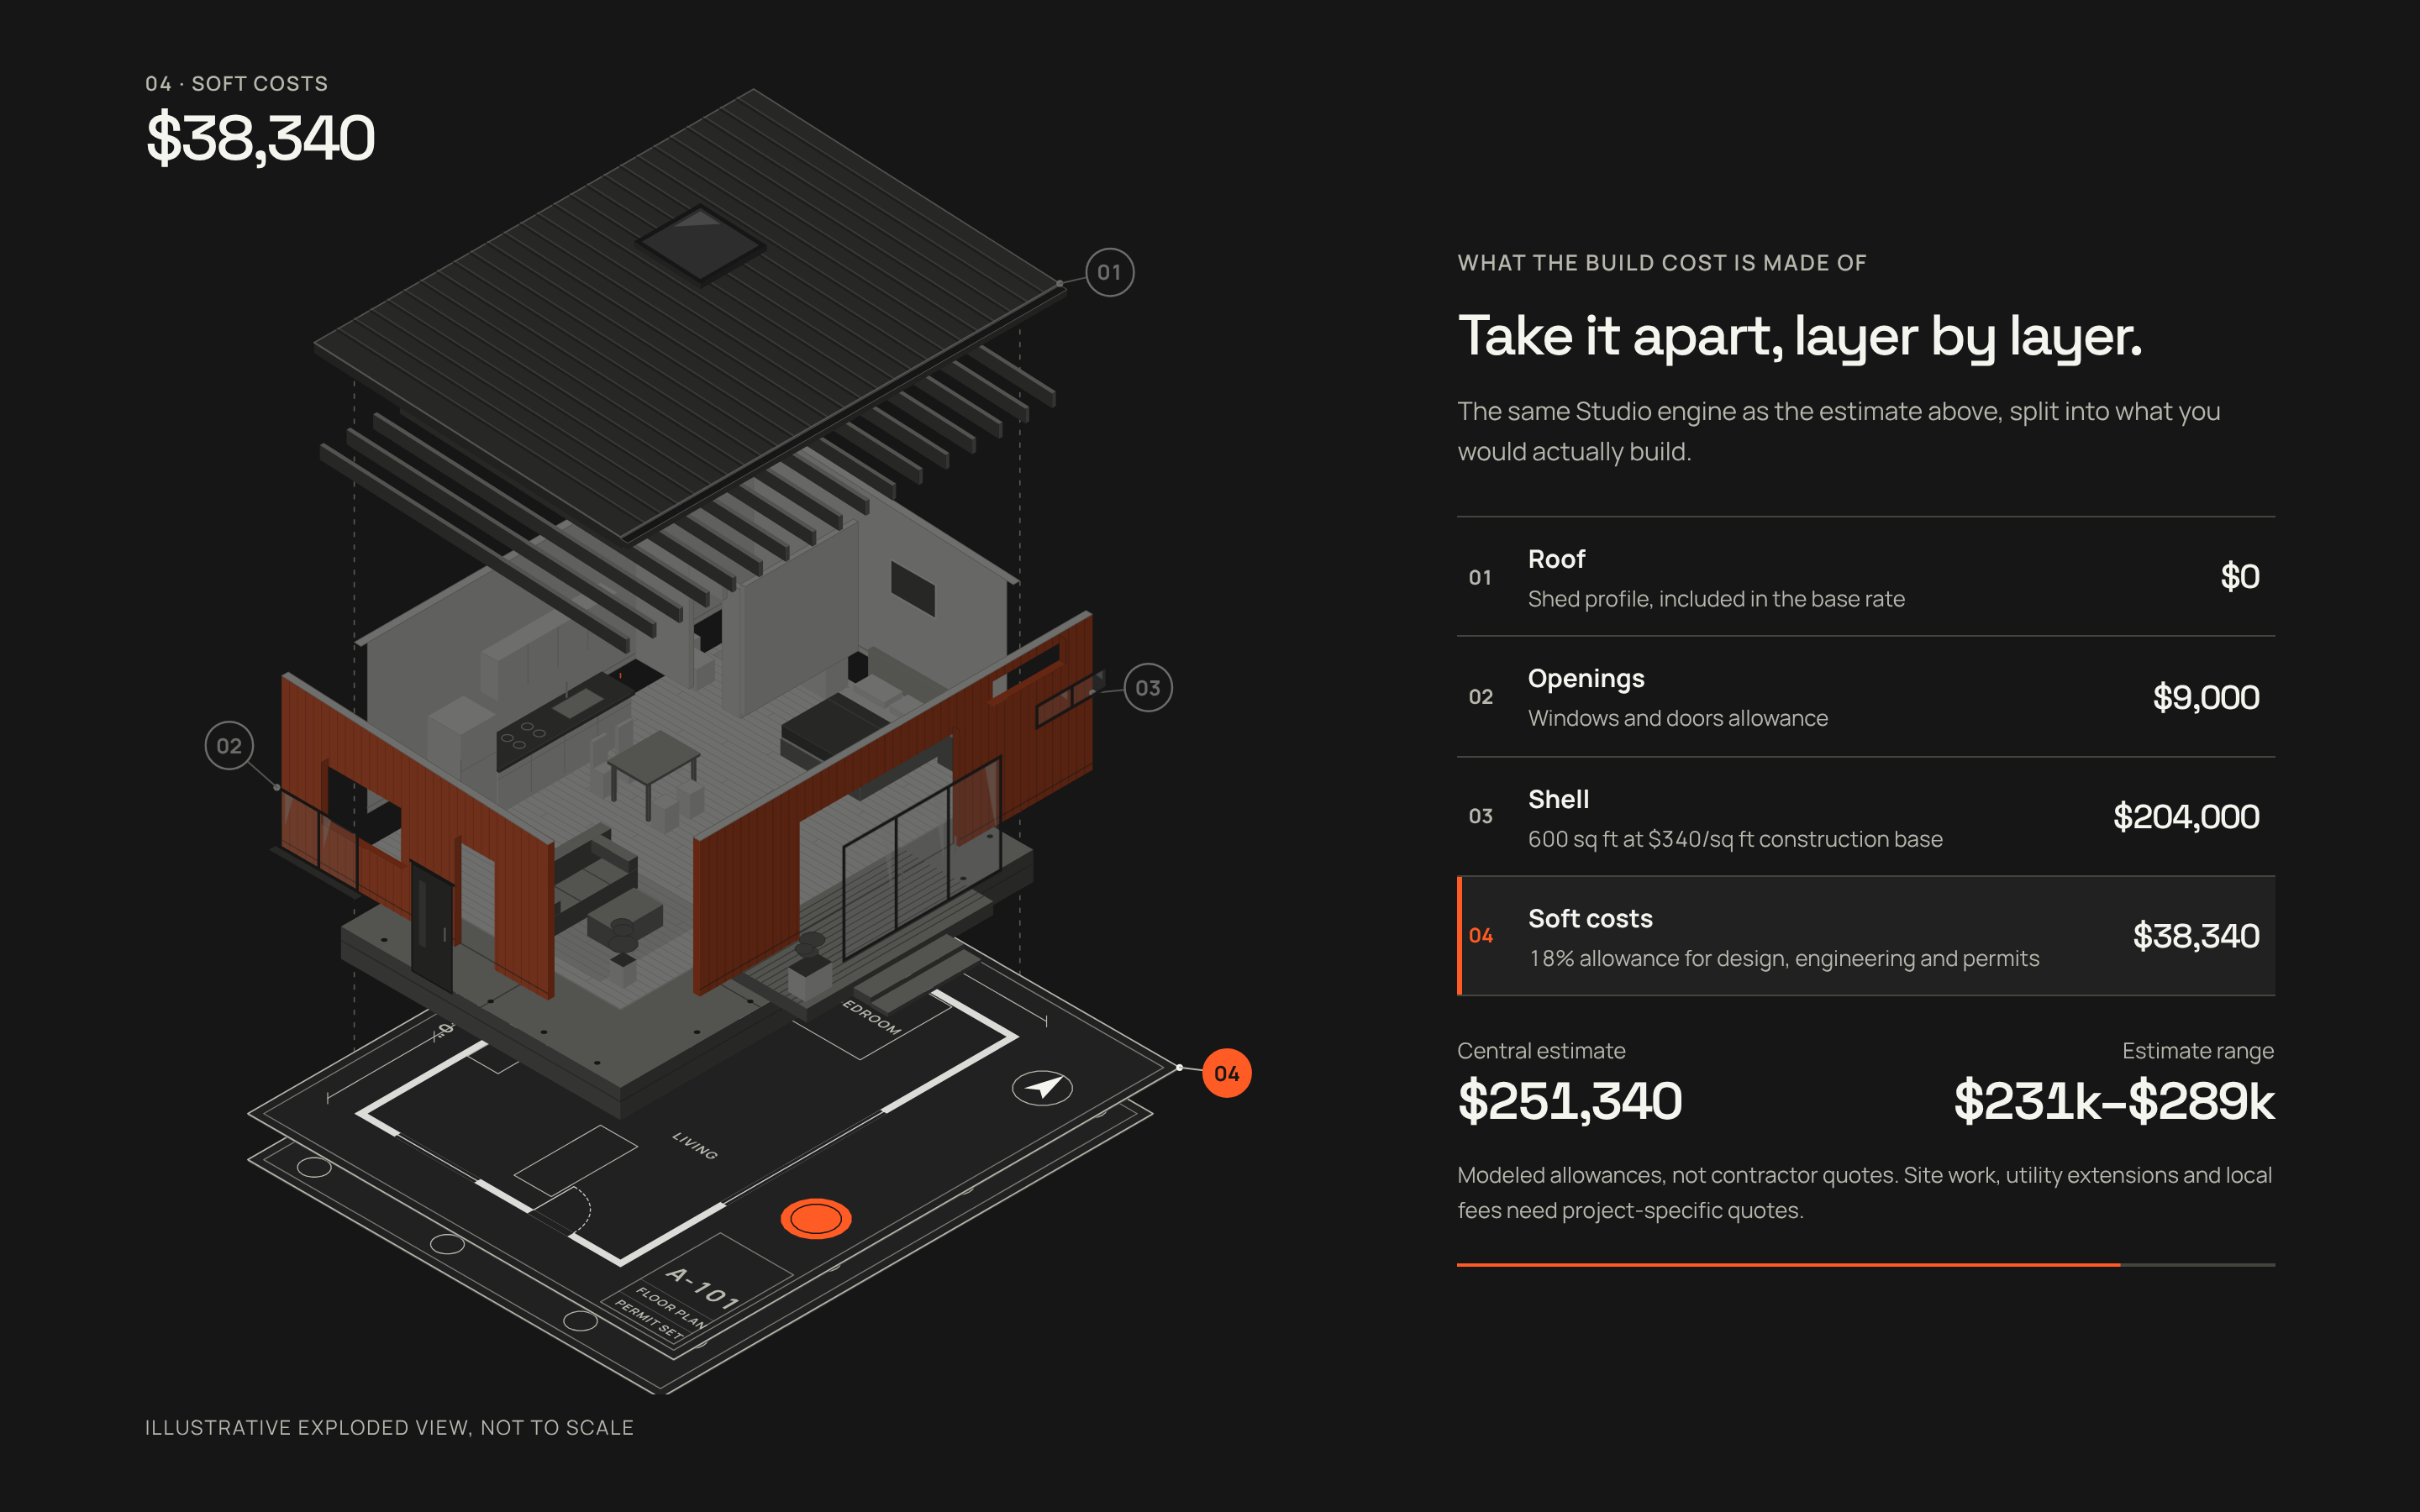 04 · SOFT COSTS
$38,340
01
02
03
04
EDROOM
LIVING
A-101
FLOOR PLAN
PERMIT SET
ILLUSTRATIVE EXPLODED VIEW, NOT TO SCALE
WHAT THE BUILD COST IS MADE OF
Take it apart, layer by layer.
The same Studio engine as the estimate above, split into what you
would actually build.
01
Roof
Shed profile, included in the base rate
$0
02
Openings
Windows and doors allowance
$9,000
03
Shell
600 sq ft at $340/sq ft construction base
$204,000
04
Soft costs
18% allowance for design, engineering and permits
$38,340
Central estimate
$251,340
Estimate range
$231k–$289k
Modeled allowances, not contractor quotes. Site work, utility extensions and local
fees need project-specific quotes.